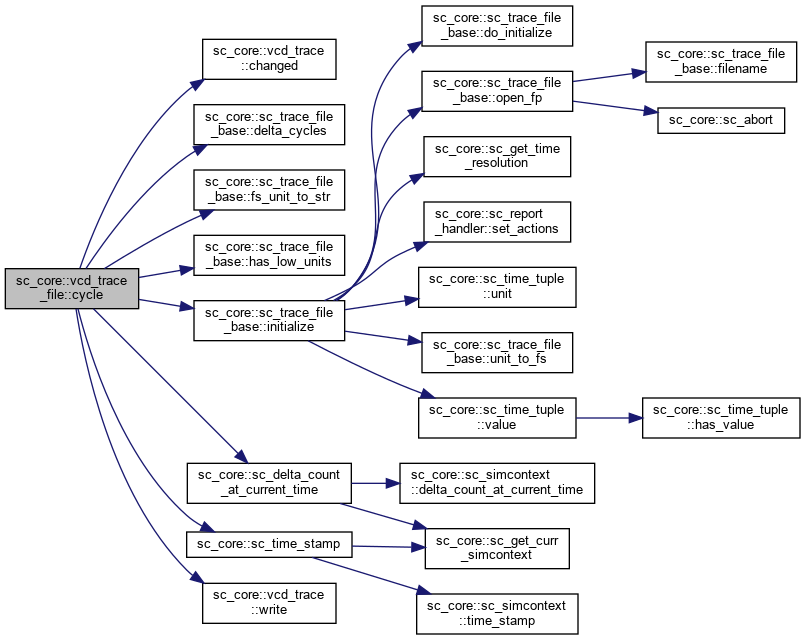 sc_core::vcd_trace
_file::cycle
sc_core::vcd_trace
::changed
sc_core::sc_trace_file
_base::delta_cycles
sc_core::sc_trace_file
_base::fs_unit_to_str
sc_core::sc_trace_file
_base::has_low_units
sc_core::sc_trace_file
_base::initialize
sc_core::sc_delta_count
_at_current_time
sc_core::sc_time_stamp
sc_core::vcd_trace
::write
sc_core::sc_trace_file
_base::do_initialize
sc_core::sc_trace_file
_base::open_fp
sc_core::sc_get_time
_resolution
sc_core::sc_report
_handler::set_actions
sc_core::sc_time_tuple
::unit
sc_core::sc_trace_file
_base::unit_to_fs
sc_core::sc_time_tuple
::value
sc_core::sc_simcontext
::delta_count_at_current_time
sc_core::sc_get_curr
_simcontext
sc_core::sc_simcontext
::time_stamp
sc_core::sc_trace_file
_base::filename
sc_core::sc_abort
sc_core::sc_time_tuple
::has_value